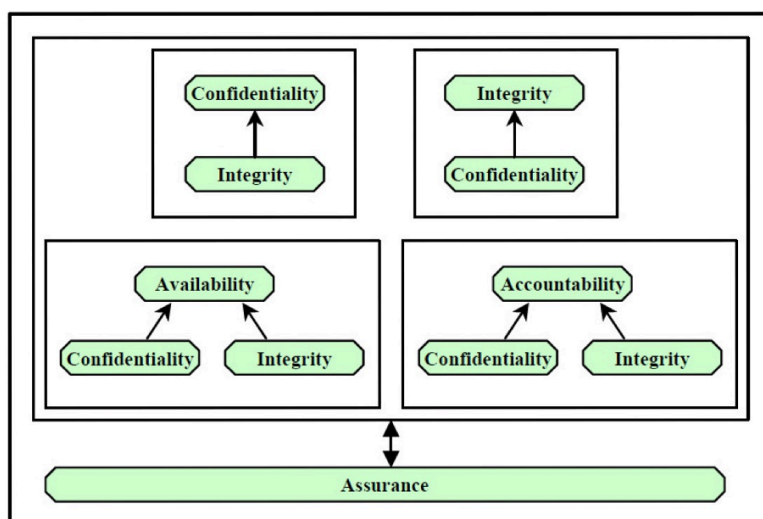 Confidentiality
Integrity
Integrity
Confidentiality
Availability
Confidentiality
Integrity
Accountability
Confidentiality
Integrity
Assurance